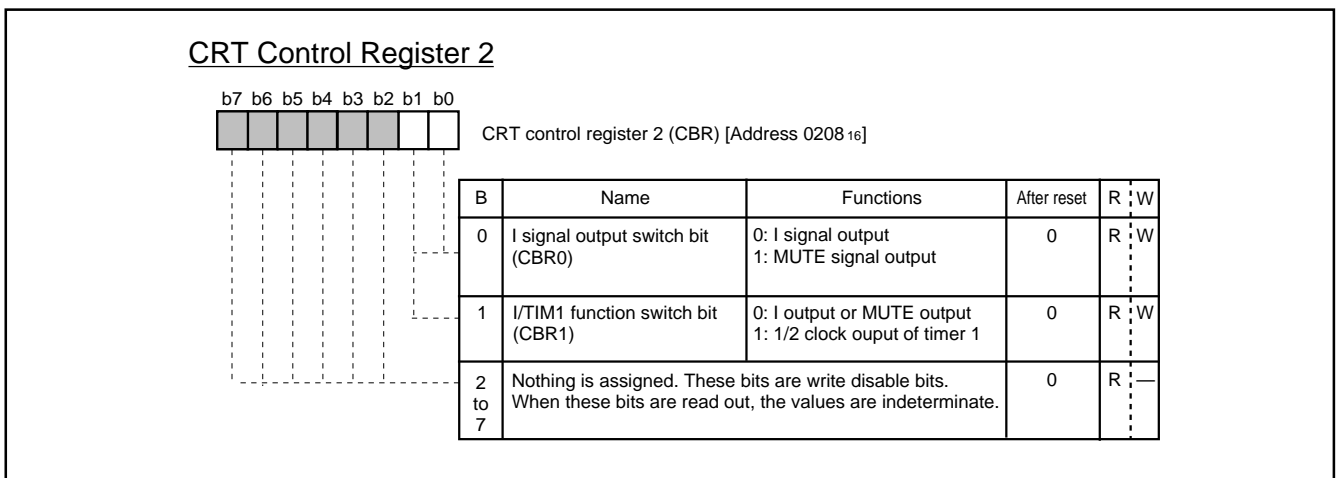 CRT Control Register 2
b7 b6 b5 b4 b3 b2 b1 b0
CRT control register 2 (CBR) [Address 0208 16]
B Name Functions After reset R W
0 I signal output switch bit (CBR0) 0: I signal output 0 R W
1: MUTE signal output
1 I/TIM1 function switch bit (CBR1) 0: I output or MUTE output 0 R W
1: 1/2 clock ouput of timer 1
2 to 7 Nothing is assigned. These bits are write disable bits. 0 R —
When these bits are read out, the values are indeterminate.